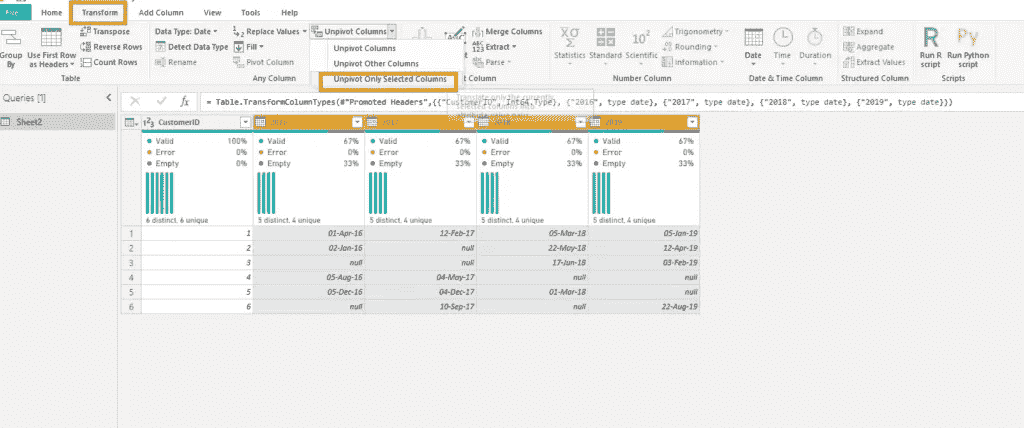 File Home Transform Add Column View Tools Help
Group By
Use First Row as Headers
Transpose
Reverse Rows
Count Rows
Table
Data Type: Date
Detect Data Type
Rename
Replace Values
Fill
Pivot Column
Any Column
Unpivot Columns
Unpivot Columns
Unpivot Other Columns
Unpivot Only Selected Columns
Merge Columns
Extract
Parse
Column
Statistics
Standard
Scientific
10²
Trigonometry
Rounding
Information
Number Column
Date
Time
Duration
Date & Time Column
Expand
Aggregate
Extract Values
Structured Column
R
Run R script
Py
Run Python script
Scripts
Queries [1]
Sheet2
fx = Table.TransformColumnTypes(#"Promoted Headers",{{"CustomerID", Int64.Type}, {"2016", type date}, {"2017", type date}, {"2018", type date}, {"2019", type date}})
Translate only the currently
selected columns into
CustomerID 2016 2017 2018 2019
Valid 100% Valid 67% Valid 67% Valid 67% Valid 67%
Error 0% Error 0% Error 0% Error 0% Error 0%
Empty 0% Empty 33% Empty 33% Empty 33% Empty 33%
6 distinct, 6 unique 5 distinct, 4 unique 5 distinct, 4 unique 5 distinct, 4 unique 5 distinct, 4 unique
1 1 01-Apr-16 12-Feb-17 05-Mar-18 05-Jan-19
2 2 02-Jan-16 null 22-May-18 12-Apr-19
3 3 null null 17-Jun-18 03-Feb-19
4 4 05-Aug-16 04-May-17 null null
5 5 05-Dec-16 04-Dec-17 01-Mar-18 null
6 6 null 10-Sep-17 null 22-Aug-19